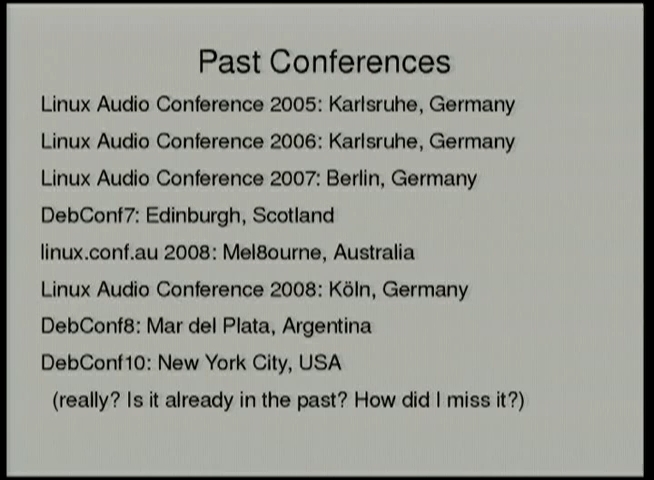 Past Conferences
Linux Audio Conference 2005: Karlsruhe, Germany
Linux Audio Conference 2006: Karlsruhe, Germany
Linux Audio Conference 2007: Berlin, Germany
DebConf7: Edinburgh, Scotland
linux.conf.au 2008: Mel8ourne, Australia
Linux Audio Conference 2008: Köln, Germany
DebConf8: Mar del Plata, Argentina
DebConf10: New York City, USA
(really? Is it already in the past? How did I miss it?)